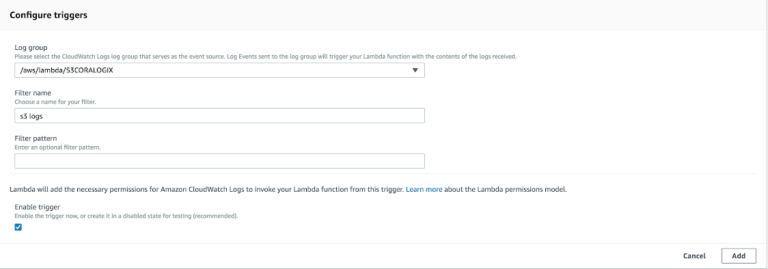 Configure triggers
Log group
Please select the CloudWatch Logs log group that serves as the event source. Log Events sent to the log group will trigger your Lambda function with the contents of the logs received.
/aws/lambda/S3CORALOGIX
Filter name
Choose a name for your filter.
s3 logs
Filter pattern
Enter an optional filter pattern.
Lambda will add the necessary permissions for Amazon CloudWatch Logs to invoke your Lambda function from this trigger. Learn more about the Lambda permissions model.
Enable trigger
Enable the trigger now, or create it in a disabled state for testing (recommended).
Cancel Add